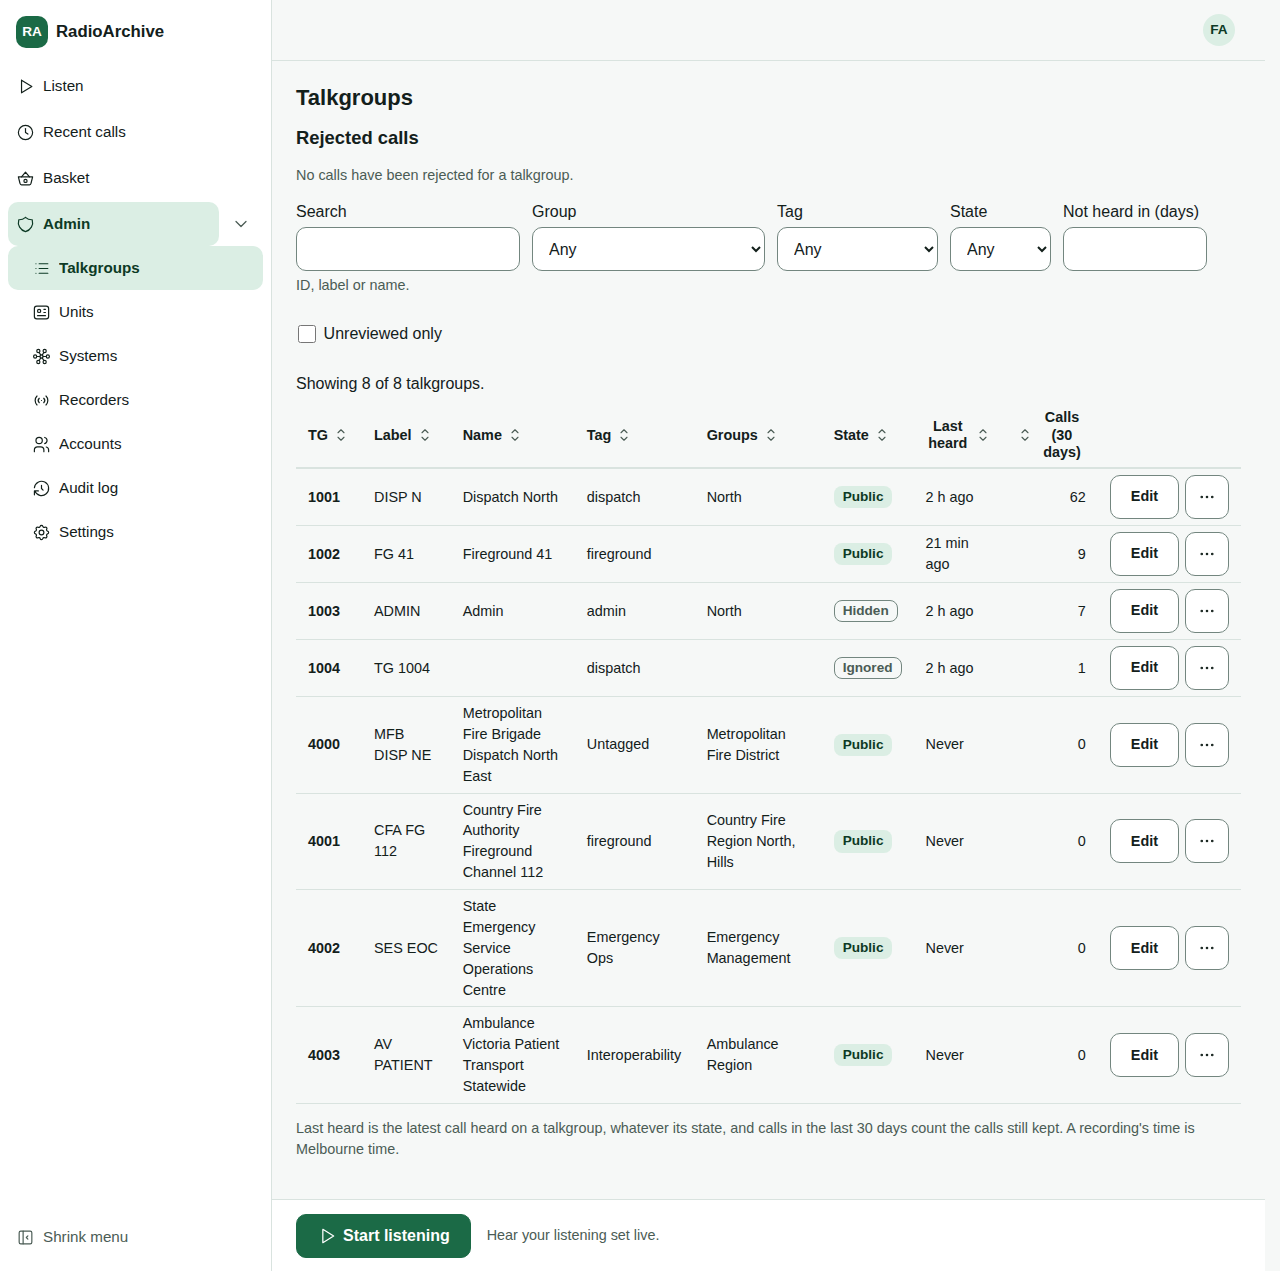 RA RadioArchive
FA
Listen
Recent calls
Basket
Admin
Talkgroups
Units
Systems
Recorders
Accounts
Audit log
Settings
Shrink menu
Talkgroups
Rejected calls
No calls have been rejected for a talkgroup.
Search Group Tag State Not heard in (days)
Any Any Any
ID, label or name.
Unreviewed only
Showing 8 of 8 talkgroups.
TG Label Name Tag Groups State Last heard Calls (30 days)
1001 DISP N Dispatch North dispatch North Public 2 h ago 62 Edit
1002 FG 41 Fireground 41 fireground Public 21 min ago 9 Edit
1003 ADMIN Admin admin North Hidden 2 h ago 7 Edit
1004 TG 1004 dispatch Ignored 2 h ago 1 Edit
4000 MFB DISP NE Metropolitan Fire Brigade Dispatch North East Untagged Metropolitan Fire District Public Never 0 Edit
4001 CFA FG 112 Country Fire Authority Fireground Channel 112 fireground Country Fire Region North, Hills Public Never 0 Edit
4002 SES EOC State Emergency Service Operations Centre Emergency Ops Emergency Management Public Never 0 Edit
4003 AV PATIENT Ambulance Victoria Patient Transport Statewide Interoperability Ambulance Region Public Never 0 Edit
Last heard is the latest call heard on a talkgroup, whatever its state, and calls in the last 30 days count the calls still kept. A recording's time is
Melbourne time.
Start listening Hear your listening set live.